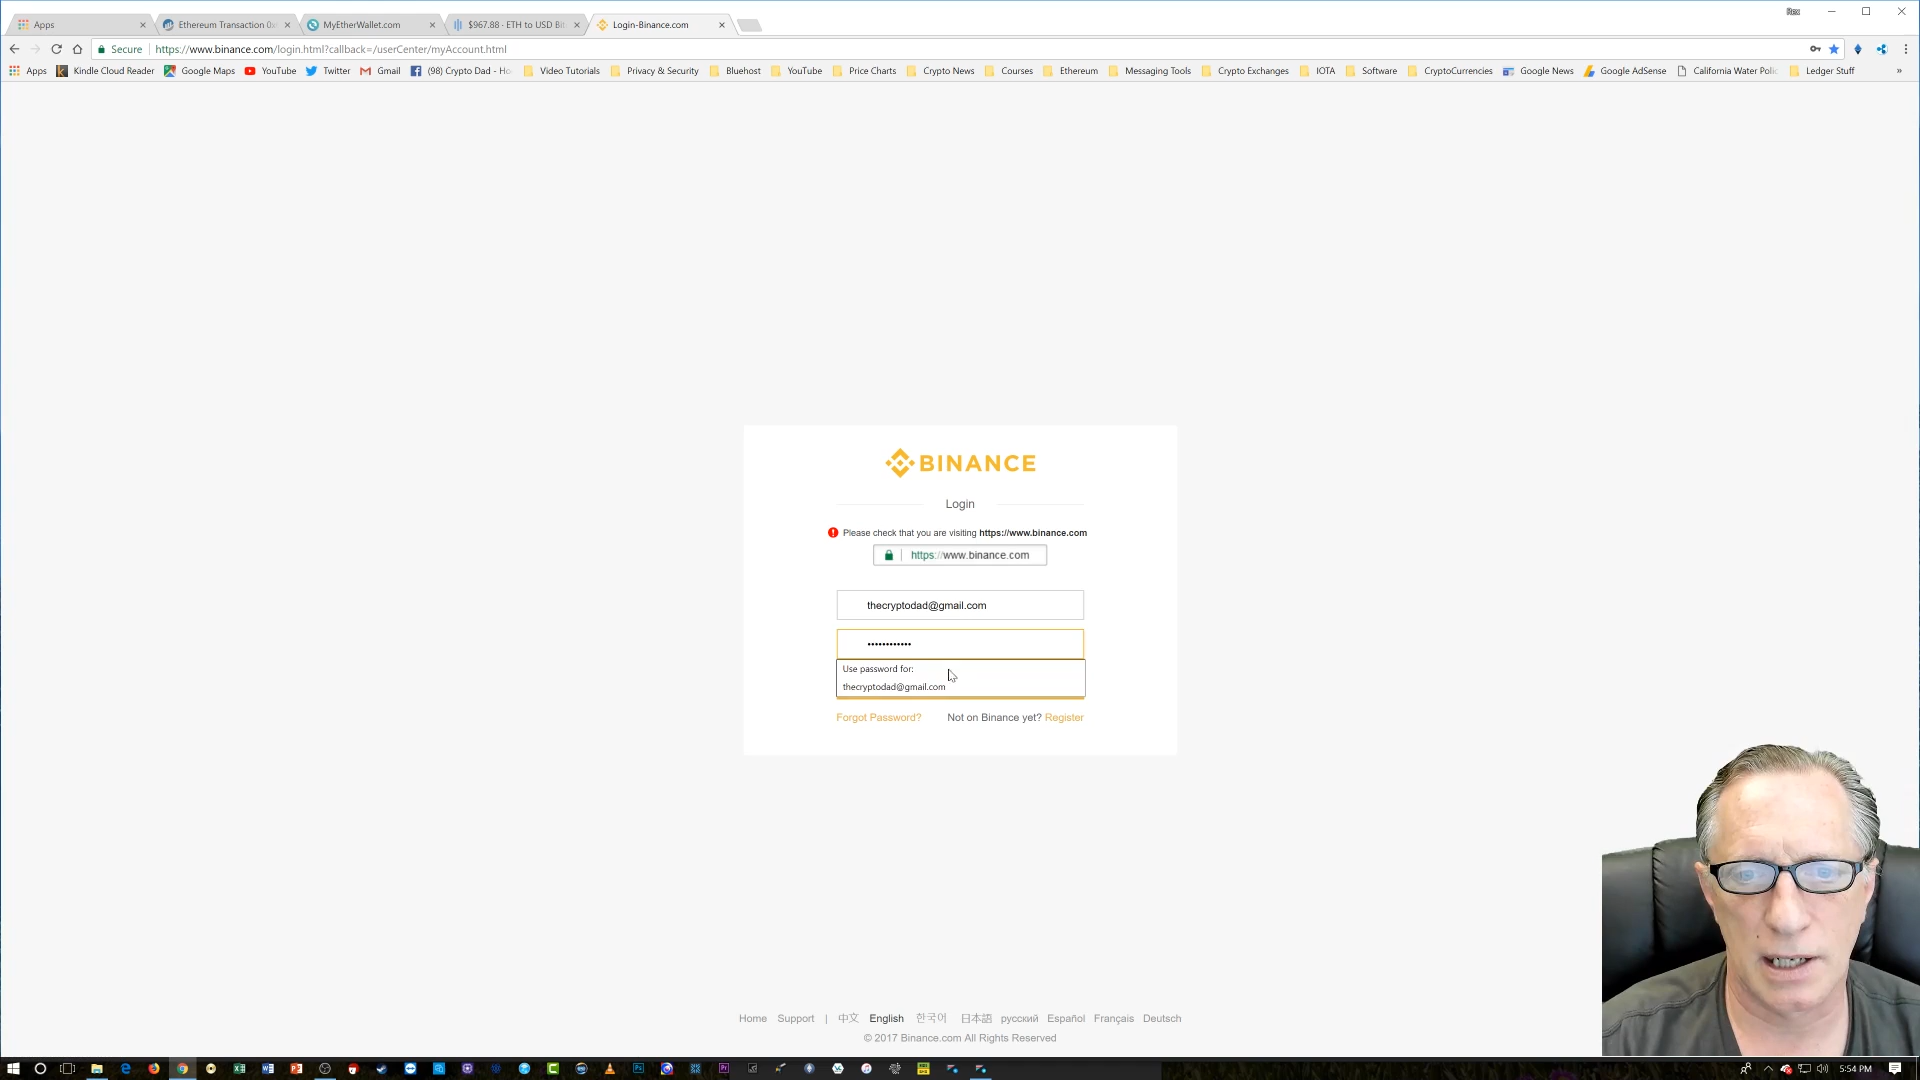 Apps
Ethereum Transaction 0x
MyEtherWallet.com
$967.88 - ETH to USD Bit
Login-Binance.com
Secure
https://www.binance.com/login.html?callback=/userCenter/myAccount.html
Apps
Kindle Cloud Reader
Google Maps
YouTube
Twitter
Gmail
(98) Crypto Dad - Ho
Video Tutorials
Privacy & Security
Bluehost
YouTube
Price Charts
Crypto News
Courses
Ethereum
Messaging Tools
Crypto Exchanges
IOTA
Software
CryptoCurrencies
Google News
Google AdSense
California Water Polic
Ledger Stuff
»
BINANCE
Login
Please check that you are visiting https://www.binance.com
https://www.binance.com
thecryptodad@gmail.com
••••••••••••
Use password for:
thecryptodad@gmail.com
Forgot Password?
Not on Binance yet? Register
Home Support | 中文 English 한국어 日本語 русский Español Français Deutsch
© 2017 Binance.com All Rights Reserved
5:54 PM